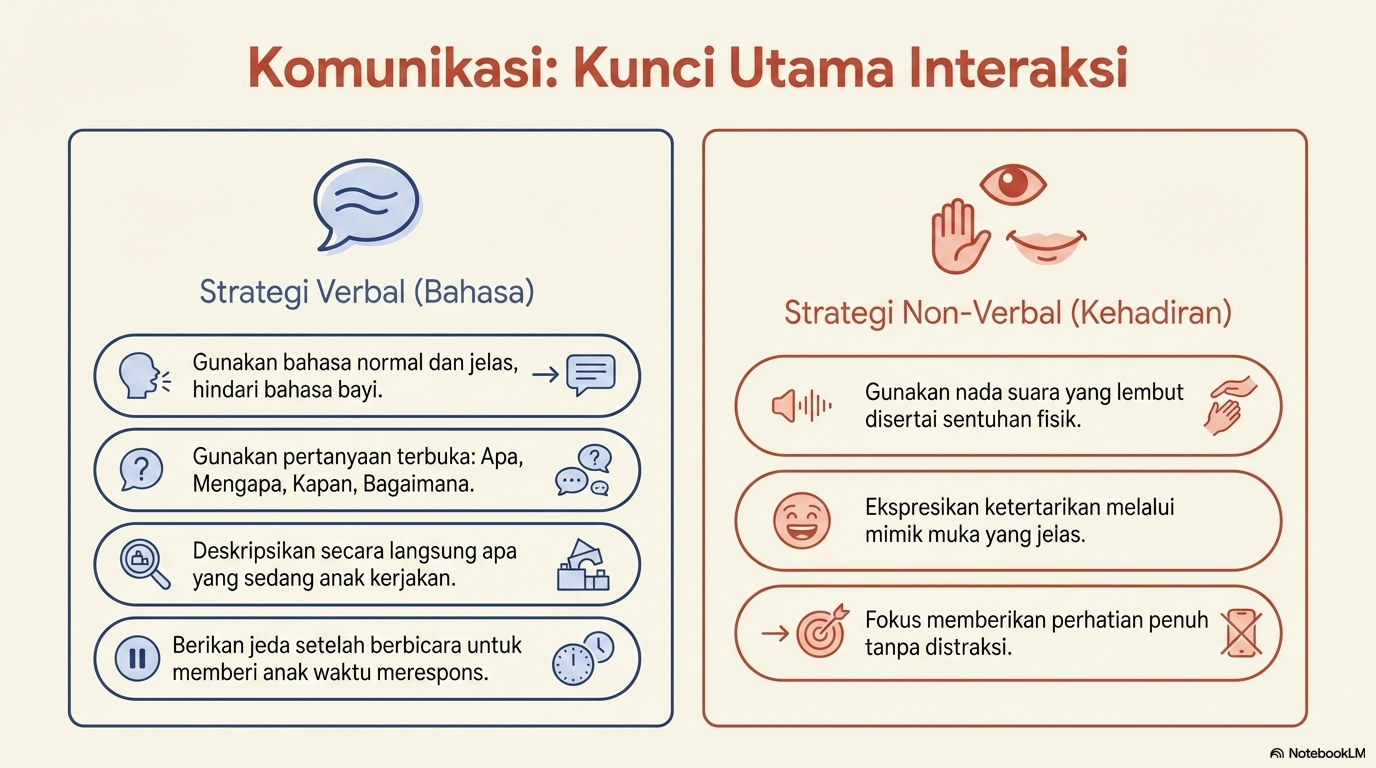 Komunikasi: Kunci Utama Interaksi
Strategi Verbal (Bahasa)
Gunakan bahasa normal dan jelas,
hindari bahasa bayi.
Gunakan pertanyaan terbuka: Apa,
Mengapa, Kapan, Bagaimana.
Deskripsikan secara langsung apa
yang sedang anak kerjakan.
Berikan jeda setelah berbicara untuk
memberi anak waktu merespons.
Strategi Non-Verbal (Kehadiran)
Gunakan nada suara yang lembut
disertai sentuhan fisik.
Ekspresikan ketertarikan melalui
mimik muka yang jelas.
Fokus memberikan perhatian penuh
tanpa distraksi.
NotebookLM